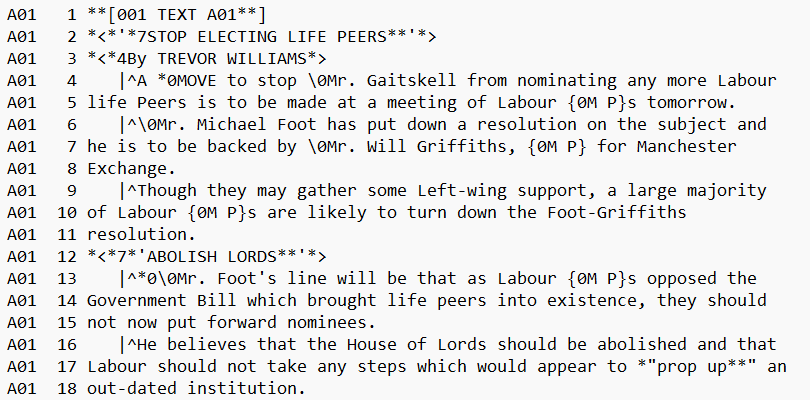 A01   1 **[001 TEXT A01**]
A01   2 *<*'*7STOP ELECTING LIFE PEERS**'*>
A01   3 *<*4By TREVOR WILLIAMS*>
A01   4    |^A *0MOVE to stop \0Mr. Gaitskell from nominating any more Labour
A01   5 life Peers is to be made at a meeting of Labour {0M P}s tomorrow.
A01   6    |^\0Mr. Michael Foot has put down a resolution on the subject and
A01   7 he is to be backed by \0Mr. Will Griffiths, {0M P} for Manchester
A01   8 Exchange.
A01   9    |^Though they may gather some Left-wing support, a large majority
A01  10 of Labour {0M P}s are likely to turn down the Foot-Griffiths
A01  11 resolution.
A01  12 *<*7*'ABOLISH LORDS**'*>
A01  13    |^*0\0Mr. Foot's line will be that as Labour {0M P}s opposed the
A01  14 Government Bill which brought life peers into existence, they should
A01  15 not now put forward nominees.
A01  16    |^He believes that the House of Lords should be abolished and that
A01  17 Labour should not take any steps which would appear to *"prop up**" an
A01  18 out-dated institution.